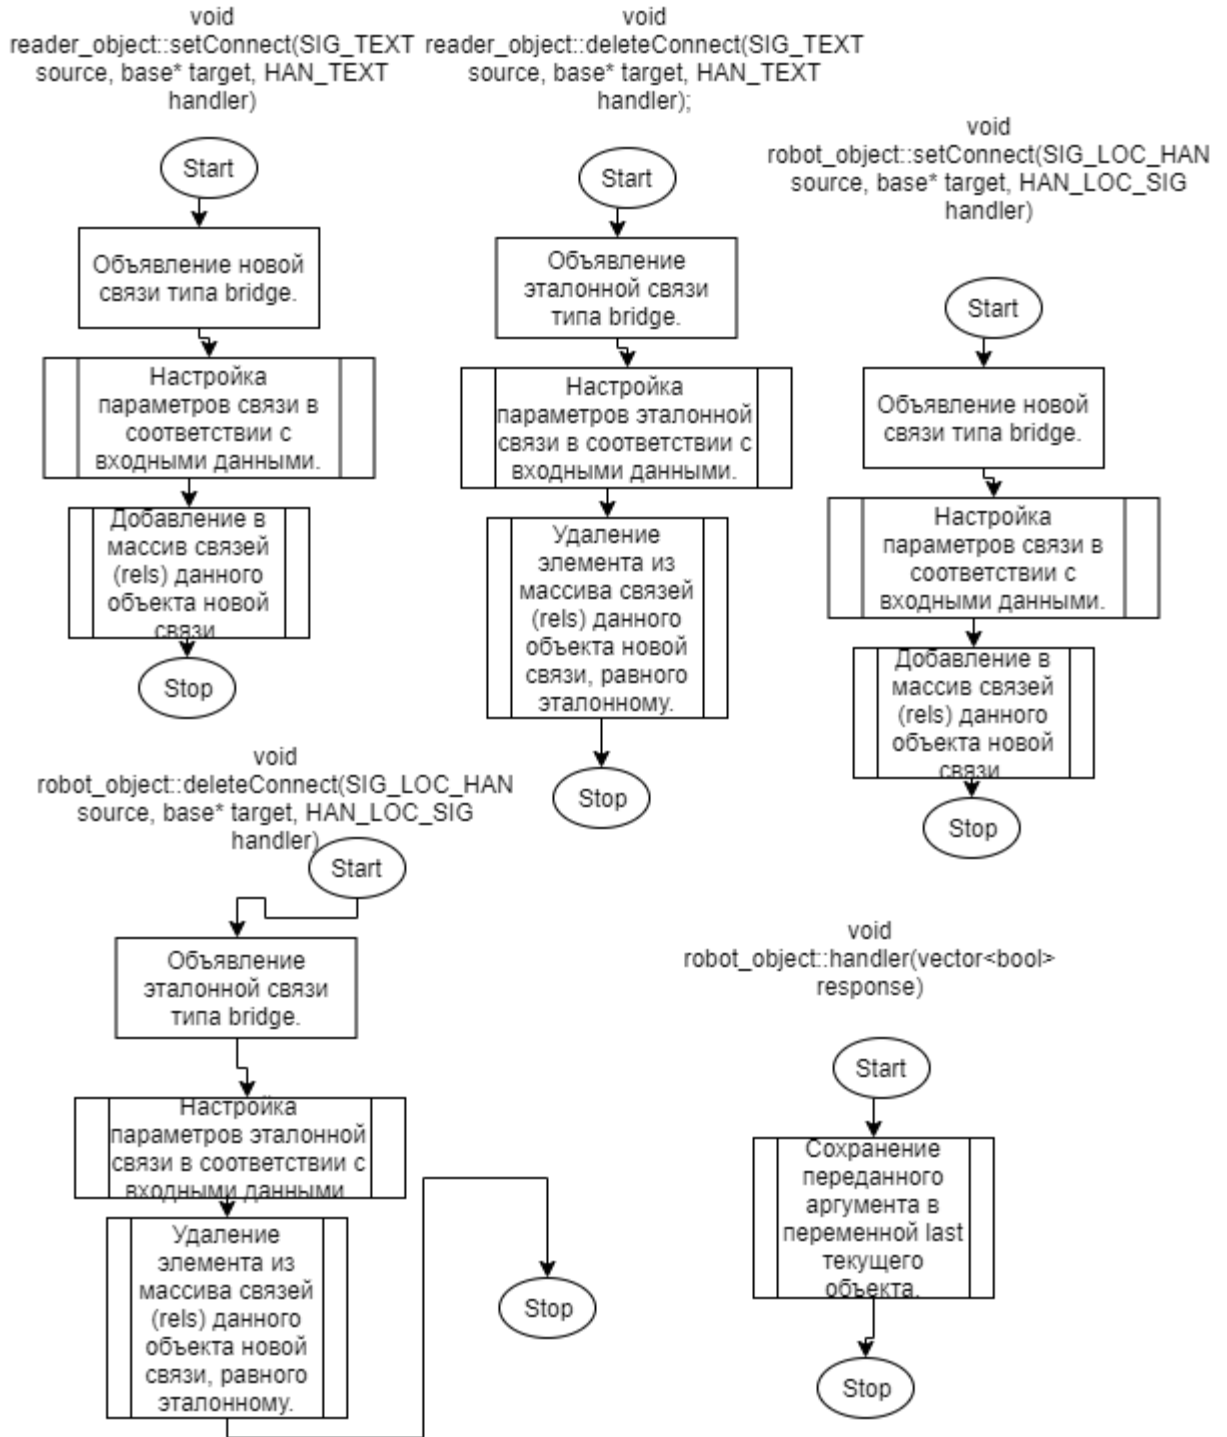 void
reader_object::setConnect(SIG_TEXT
source, base* target, HAN_TEXT
handler)
Start
Объявление новой
связи типа bridge.
Настройка
параметров связи в
соответствии с
входными данными.
Добавление в
массив связей
(rels) данного
объекта новой
связи
Stop
void
reader_object::deleteConnect(SIG_TEXT
source, base* target, HAN_TEXT
handler);
Start
Объявление
эталонной связи
типа bridge.
Настройка
параметров эталонной
связи в соответствии с
входными данными.
Удаление
элемента из
массива связей
(rels) данного
объекта новой
связи, равного
эталонному.
Stop
void
robot_object::setConnect(SIG_LOC_HAN
source, base* target, HAN_LOC_SIG
handler)
Start
Объявление новой
связи типа bridge.
Настройка
параметров связи в
соответствии с
входными данными.
Добавление в
массив связей
(rels) данного
объекта новой
связи
Stop
void
robot_object::deleteConnect(SIG_LOC_HAN
source, base* target, HAN_LOC_SIG
handler)
Start
Объявление
эталонной связи
типа bridge.
Настройка
параметров эталонной
связи в соответствии с
входными данными
Удаление
элемента из
массива связей
(rels) данного
объекта новой
связи, равного
эталонному.
Stop
void
robot_object::handler(vector<bool>
response)
Start
Сохранение
переданного
аргумента в
переменной last
текущего
объекта.
Stop